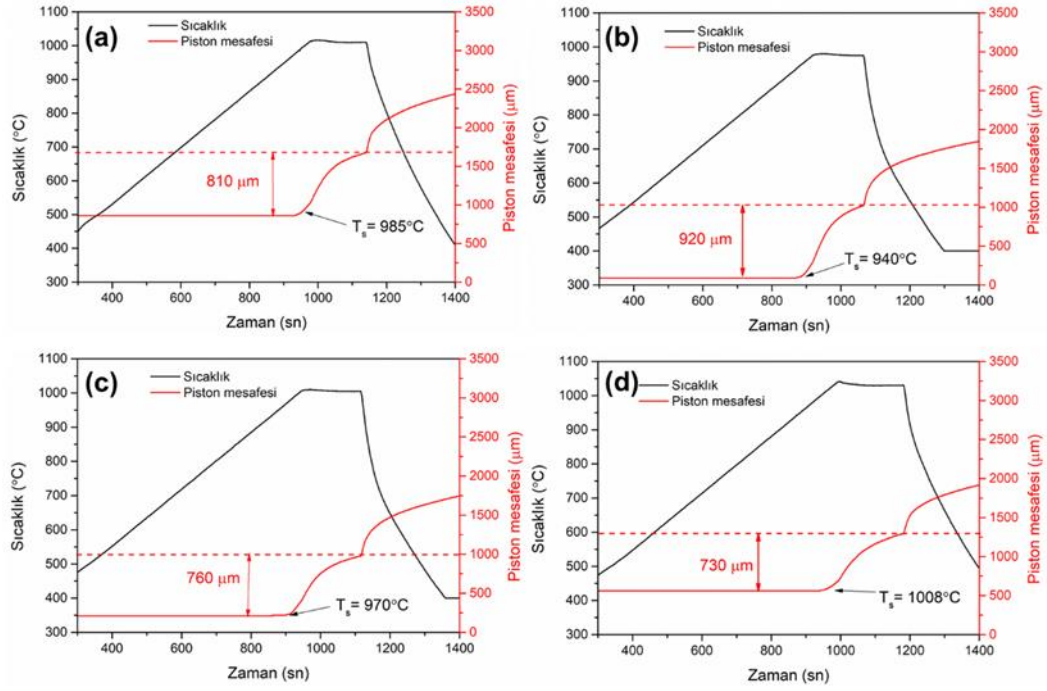 (a)
Sıcaklık
Piston mesafesi
1100
1000
900
800
700
600
500
400
300
3500
3000
2500
2000
1500
1000
500
0
810 µm
Ts= 985°C
400 600 800 1000 1200 1400
Zaman (sn)
Sıcaklık (°C)
Piston mesafesi (µm)
(b)
Sıcaklık
Piston mesafesi
1100
1000
900
800
700
600
500
400
300
3500
3000
2500
2000
1500
1000
500
0
920 µm
Ts= 940°C
400 600 800 1000 1200 1400
Zaman (sn)
Sıcaklık (°C)
Piston mesafesi (µm)
(c)
Sıcaklık
Piston mesafesi
1100
1000
900
800
700
600
500
400
300
3500
3000
2500
2000
1500
1000
500
0
760 µm
Ts= 970°C
400 600 800 1000 1200 1400
Zaman (sn)
Sıcaklık (°C)
Piston mesafesi (µm)
(d)
Sıcaklık
Piston mesafesi
1100
1000
900
800
700
600
500
400
300
3500
3000
2500
2000
1500
1000
500
0
730 µm
Ts= 1008°C
400 600 800 1000 1200 1400
Zaman (sn)
Sıcaklık (°C)
Piston mesafesi (µm)